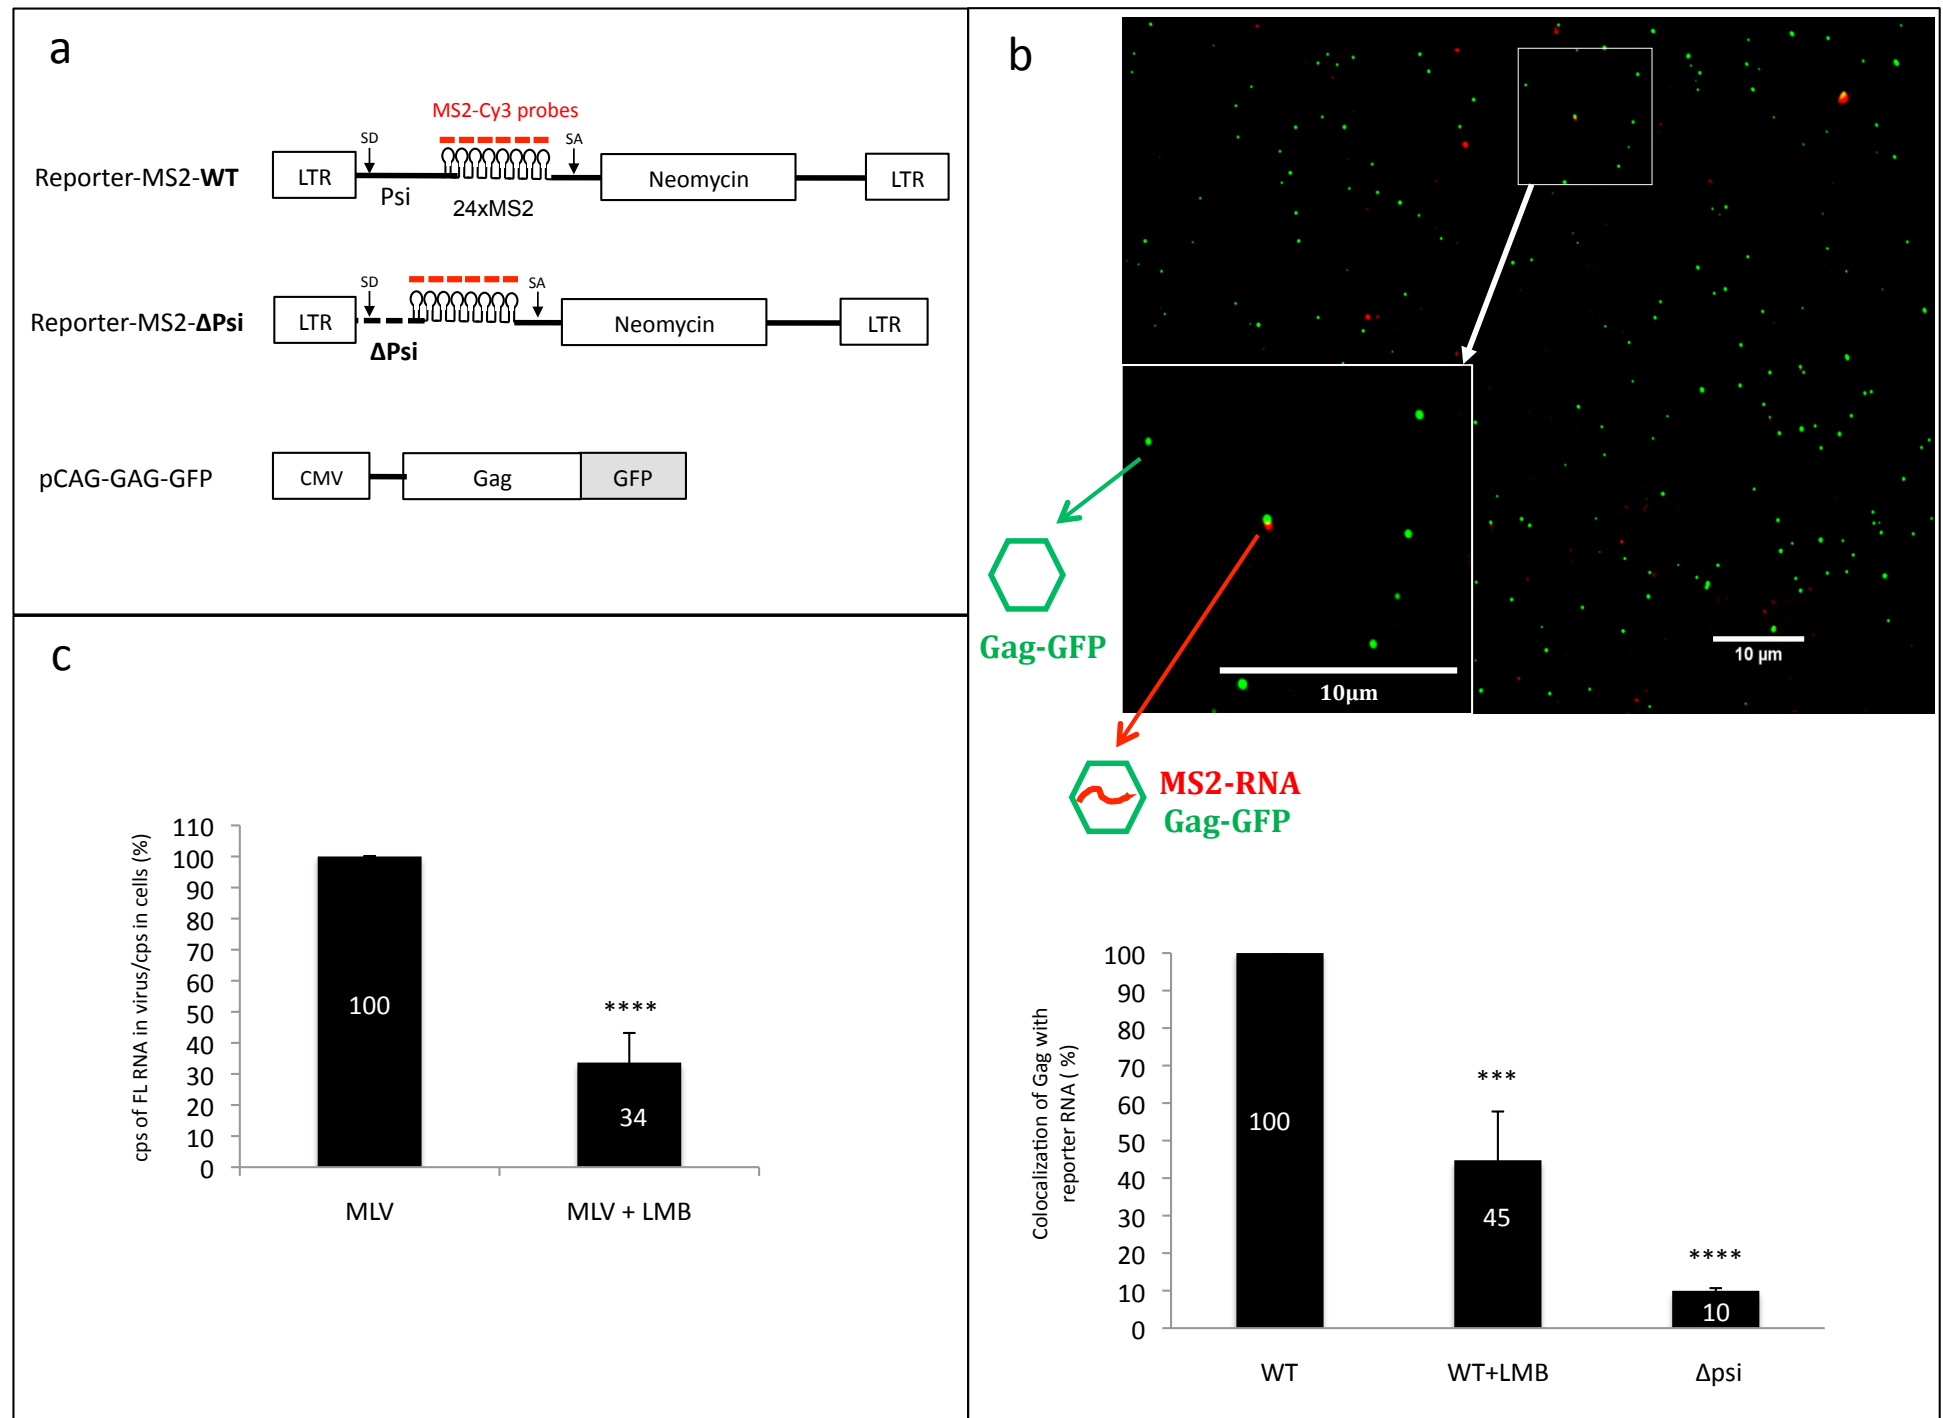 a
MS2-Cy3 probes
SD
SA
Reporter-MS2-WT
LTR
Psi
24xMS2
Neomycin
LTR
SD
SA
Reporter-MS2-ΔPsi
LTR
ΔPsi
Neomycin
LTR
pCAG-GAG-GFP
CMV
Gag
GFP
b
10 µm
10µm
Gag-GFP
MS2-RNA
Gag-GFP
Colocalization of Gag with
reporter RNA ( %)
100
90
80
70
60
50
40
30
20
10
0
100
***
45
****
10
WT
WT+LMB
Δpsi
c
cps of FL RNA in virus/cps in cells (%)
110
100
90
80
70
60
50
40
30
20
10
0
100
****
34
MLV
MLV + LMB